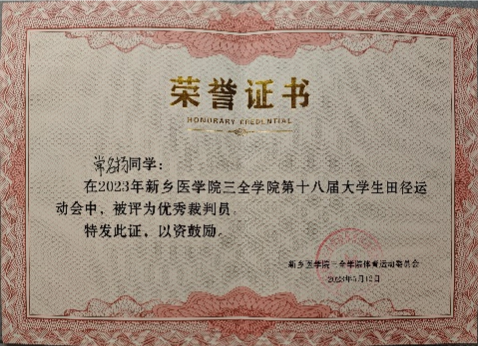 荣誉证书
HONORARY CREDENTIAL
常名扬同学：
在2023年新乡医学院三全学院第十八届大学生田径运
动会中，被评为优秀裁判员。
特发此证，以资鼓励。
新乡医学院三全学院体育运动委员会
2023年5月12日